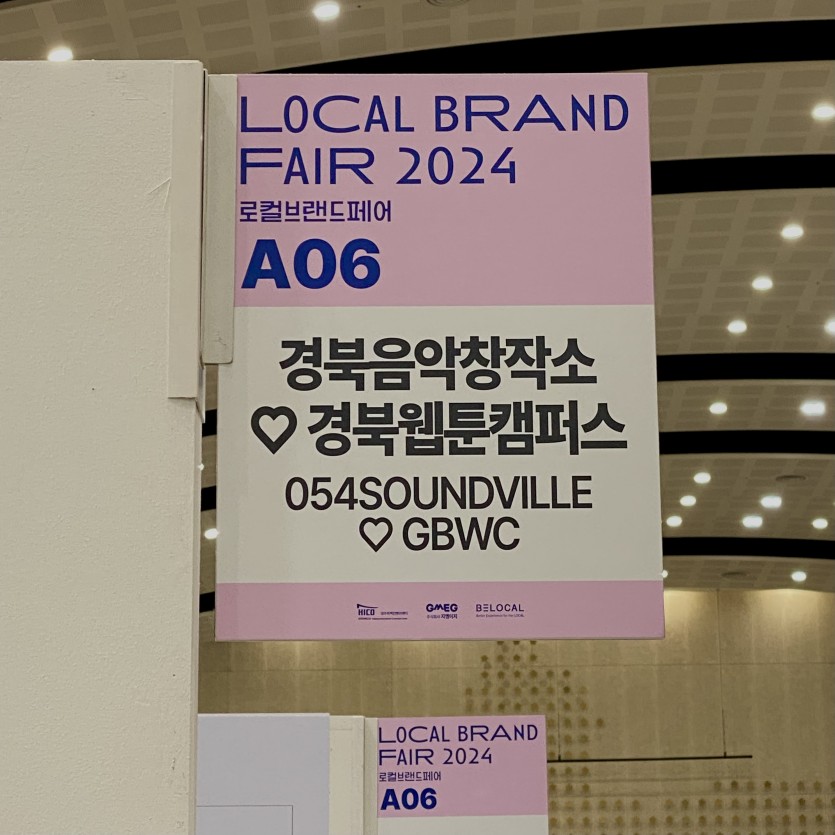 LOCAL BRAND
FAIR 2024
로컬브랜드페어
A06
경북음악창작소
♡ 경북웹툰캠퍼스
054SOUNDVILLE
♡ GBWC
HICO
GMEG
BELOCAL
LOCAL BRAND
FAIR 2024
로컬브랜드페어
A06